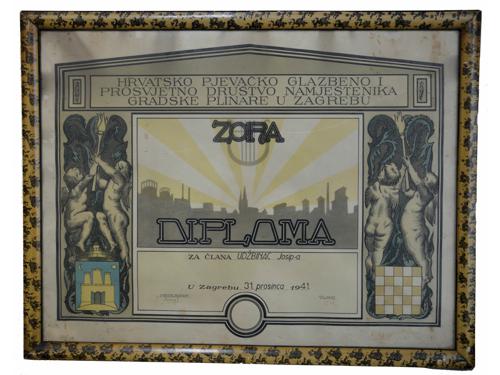 HRVATSKO PJEVAČKO GLAZBENO I
PROSVJETNO DRUŠTVO NAMJEŠTENIKA
GRADSKE PLINARE U ZAGREBU
ZORA
DIPLOMA
ZA ČLANA UDŽBINAC Josip-a
U Zagrebu, 31 prosinca 1941